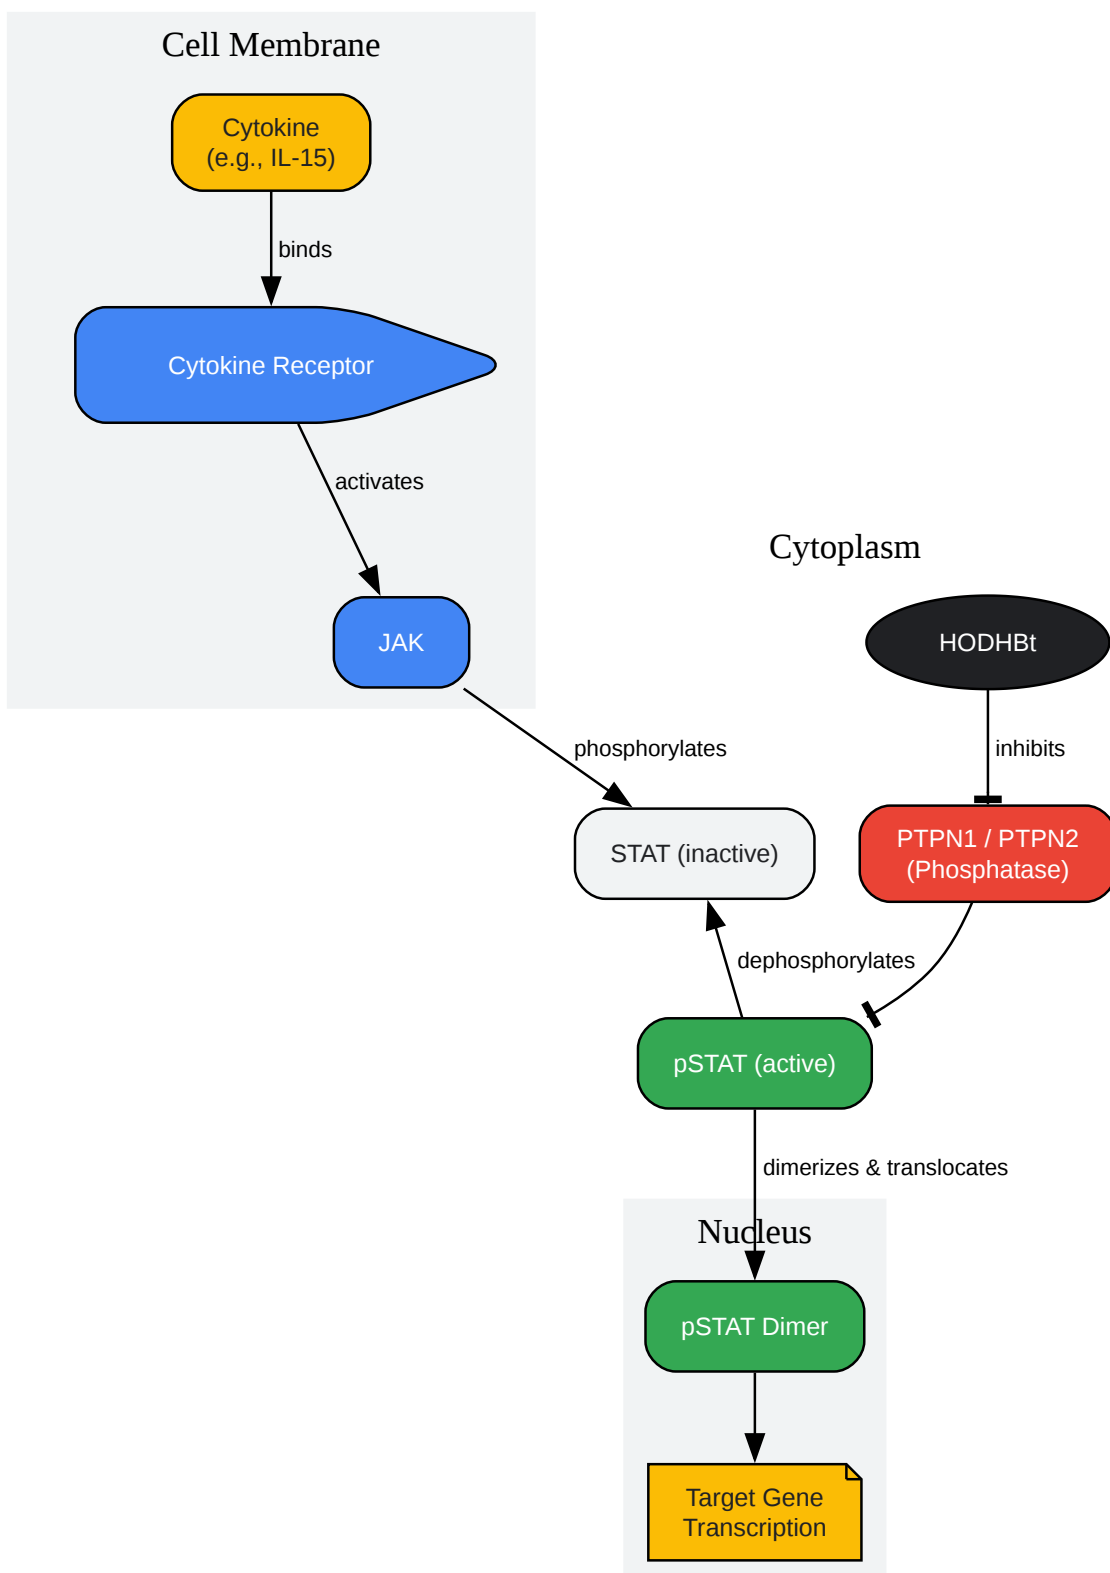 Cell Membrane
Cytokine
(e.g., IL-15)
binds
Cytokine Receptor
activates
Cytoplasm
JAK
HODHBt
phosphorylates
inhibits
STAT (inactive)
PTPN1 / PTPN2
(Phosphatase)
dephosphorylates
pSTAT (active)
dimerizes & translocates
Nucleus
pSTAT Dimer
Target Gene
Transcription